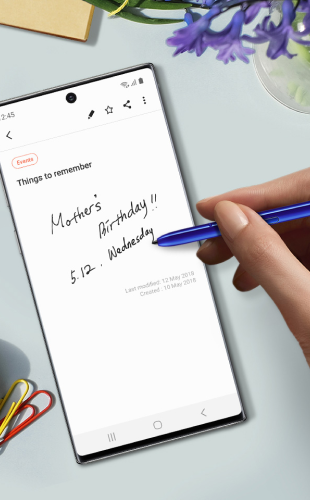 12:45
Events
Things to remember
Mother's
Birthday!!
5.12. Wednesday
Last modified: 12 May 2019
Created : 10 May 2019